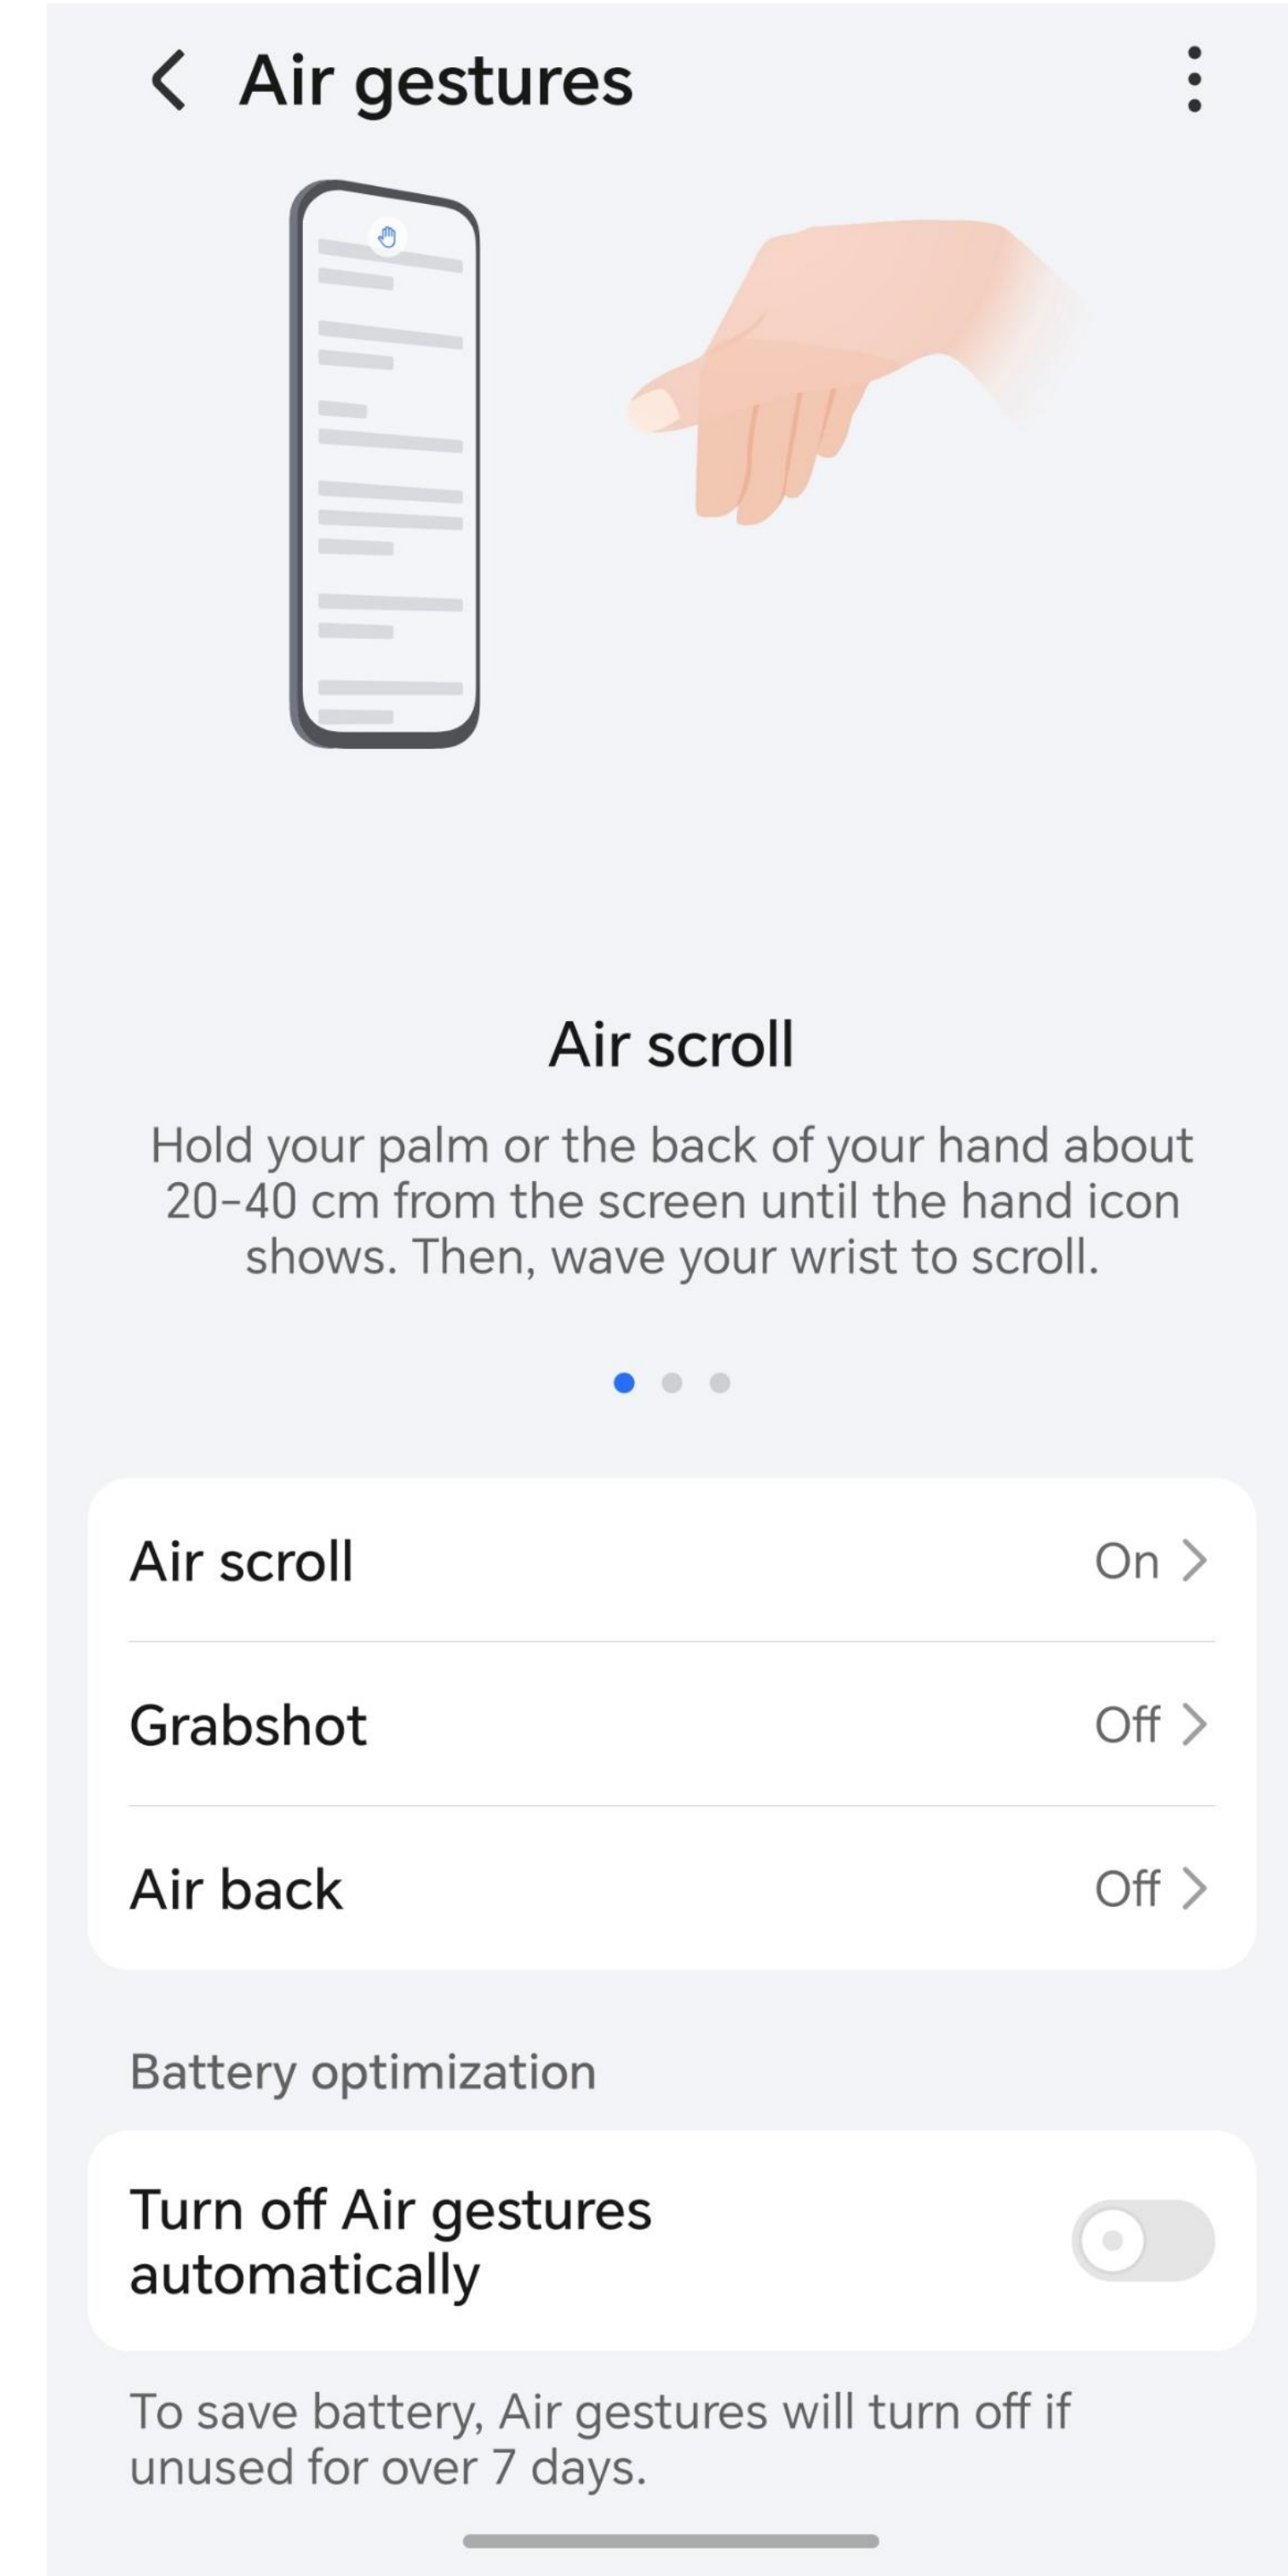 Air gestures
Air scroll
Hold your palm or the back of your hand about
20-40 cm from the screen until the hand icon
shows. Then, wave your wrist to scroll.
Air scroll On
Grabshot Off
Air back Off
Battery optimization
Turn off Air gestures
automatically
To save battery, Air gestures will turn off if
unused for over 7 days.